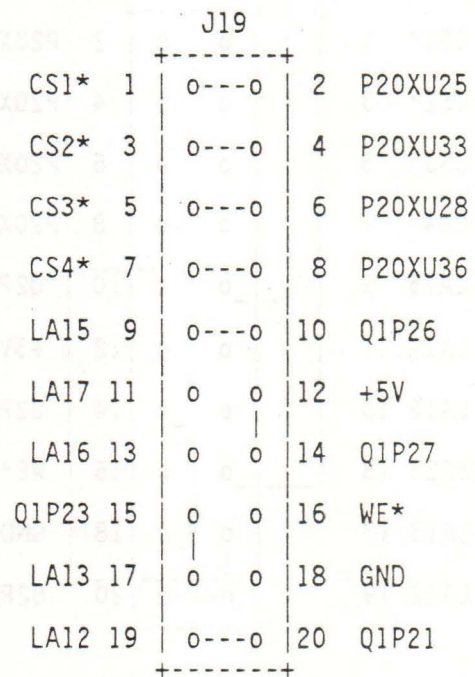 J19
CS1* 1 o---o 2 P20XU25
CS2* 3 o---o 4 P20XU33
CS3* 5 o---o 6 P20XU28
CS4* 7 o---o 8 P20XU36
LA15 9 o---o 10 Q1P26
LA17 11 o o 12 +5V
LA16 13 o o 14 Q1P27
Q1P23 15 o o 16 WE*
LA13 17 o o 18 GND
LA12 19 o---o 20 Q1P21